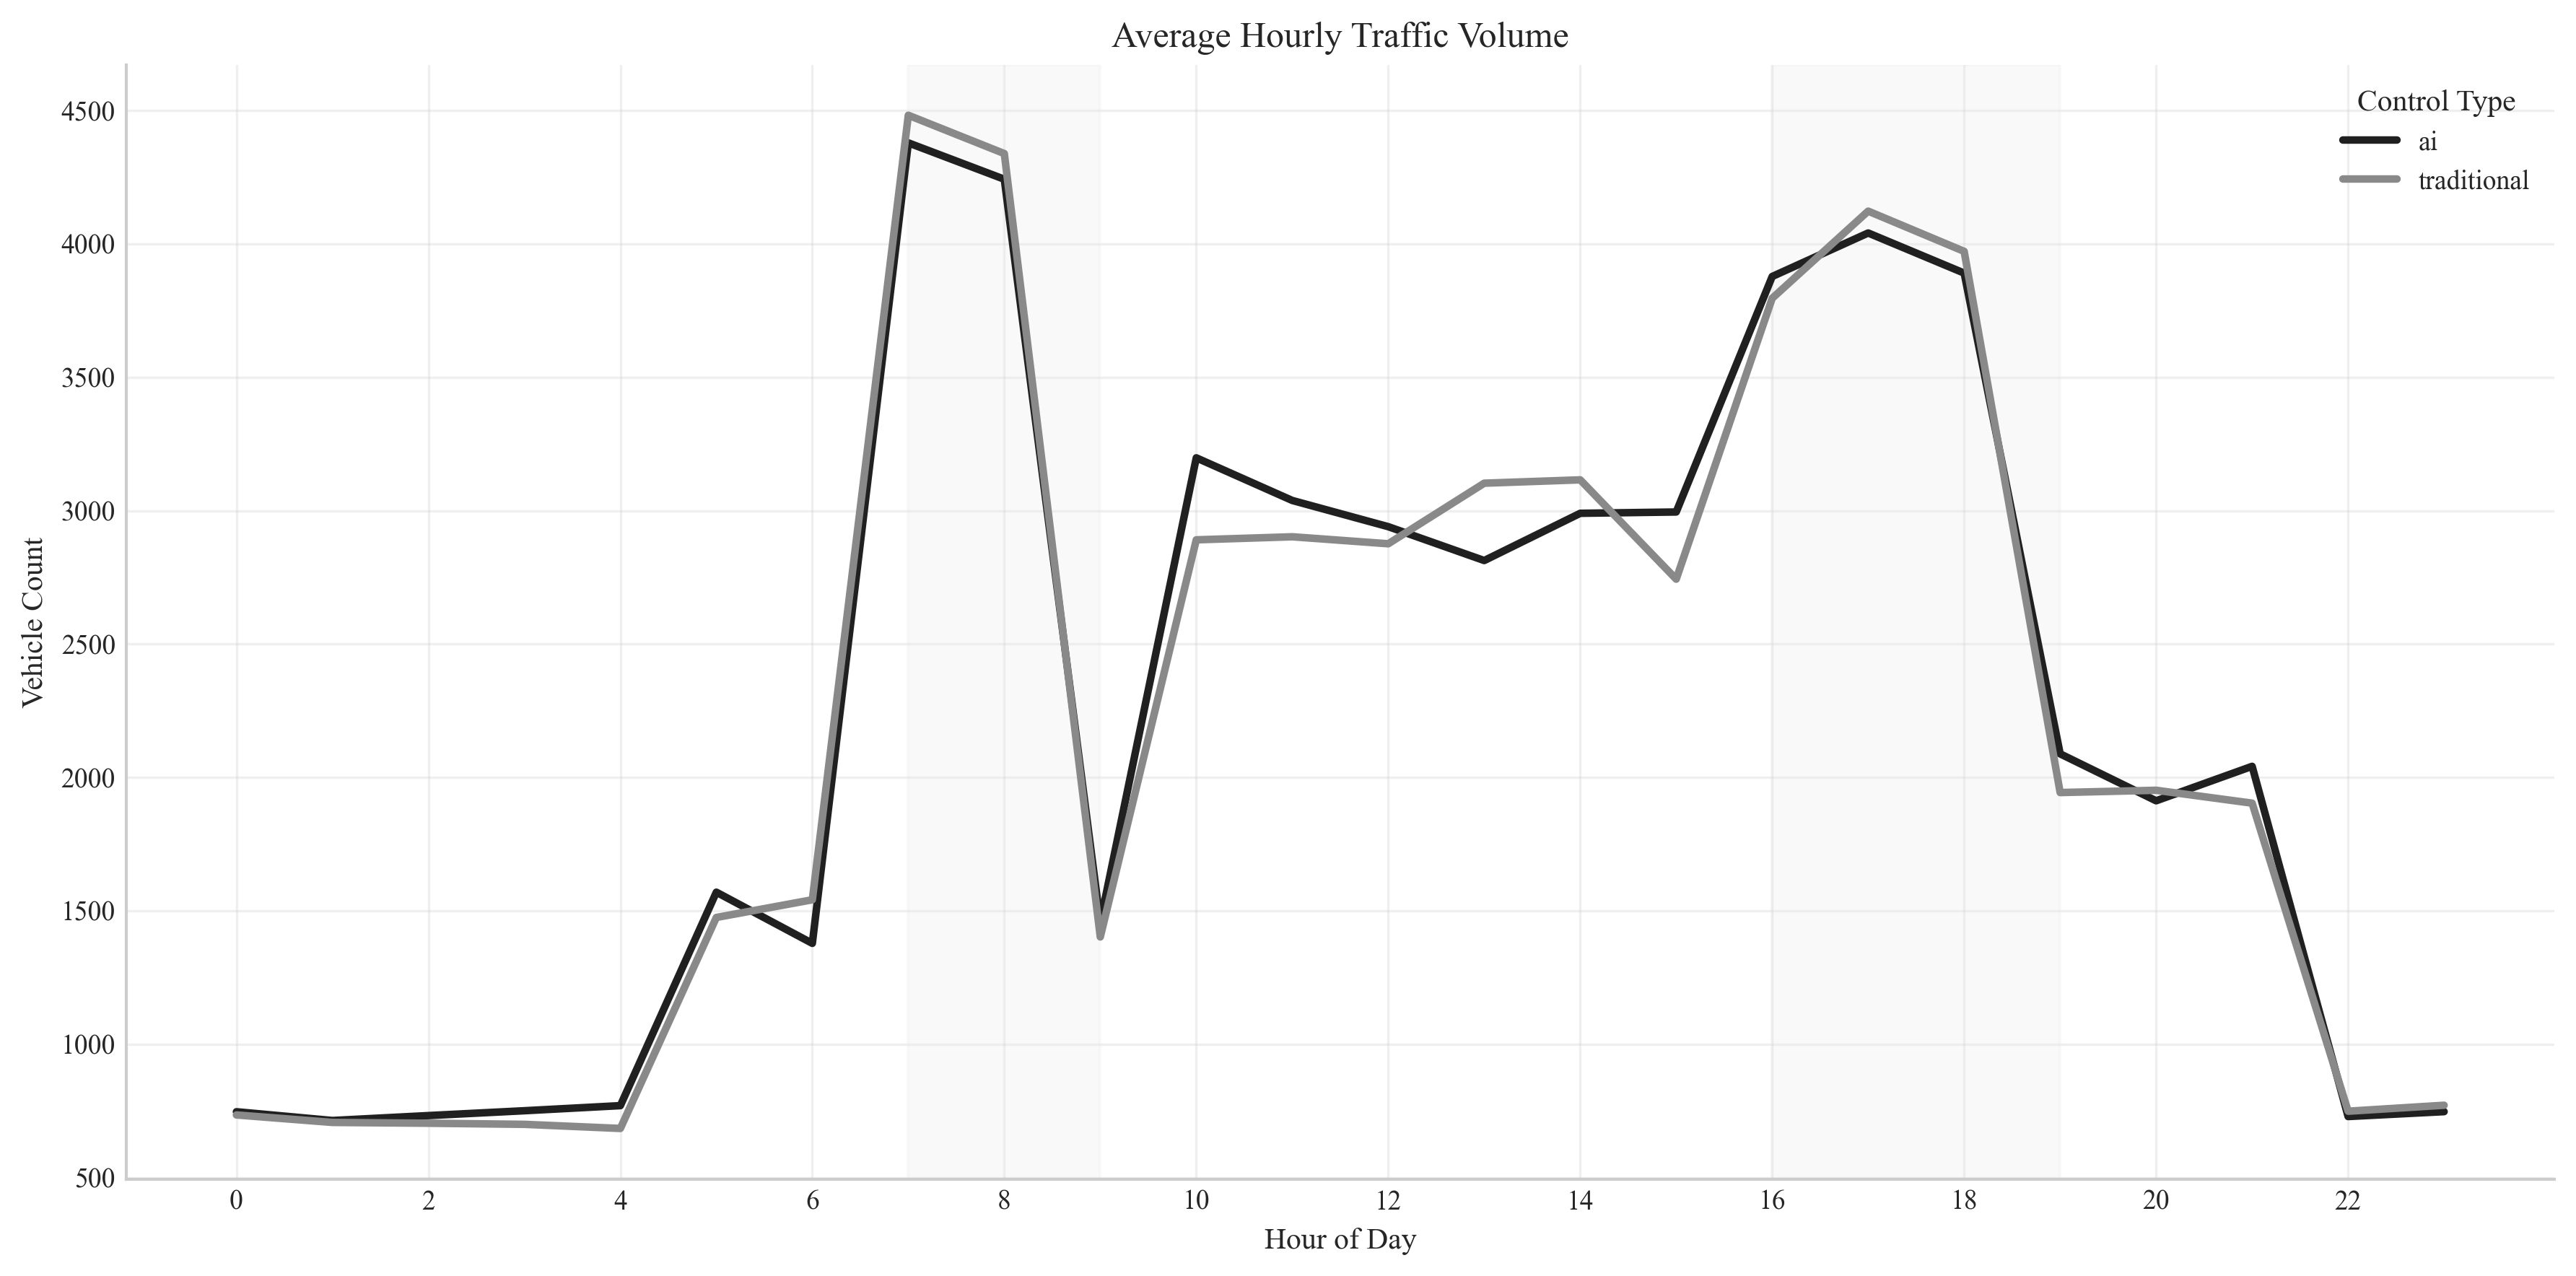 Average Hourly Traffic Volume
Control Type
ai
traditional
Vehicle Count
4500
4000
3500
3000
2500
2000
1500
1000
500
0 2 4 6 8 10 12 14 16 18 20 22
Hour of Day